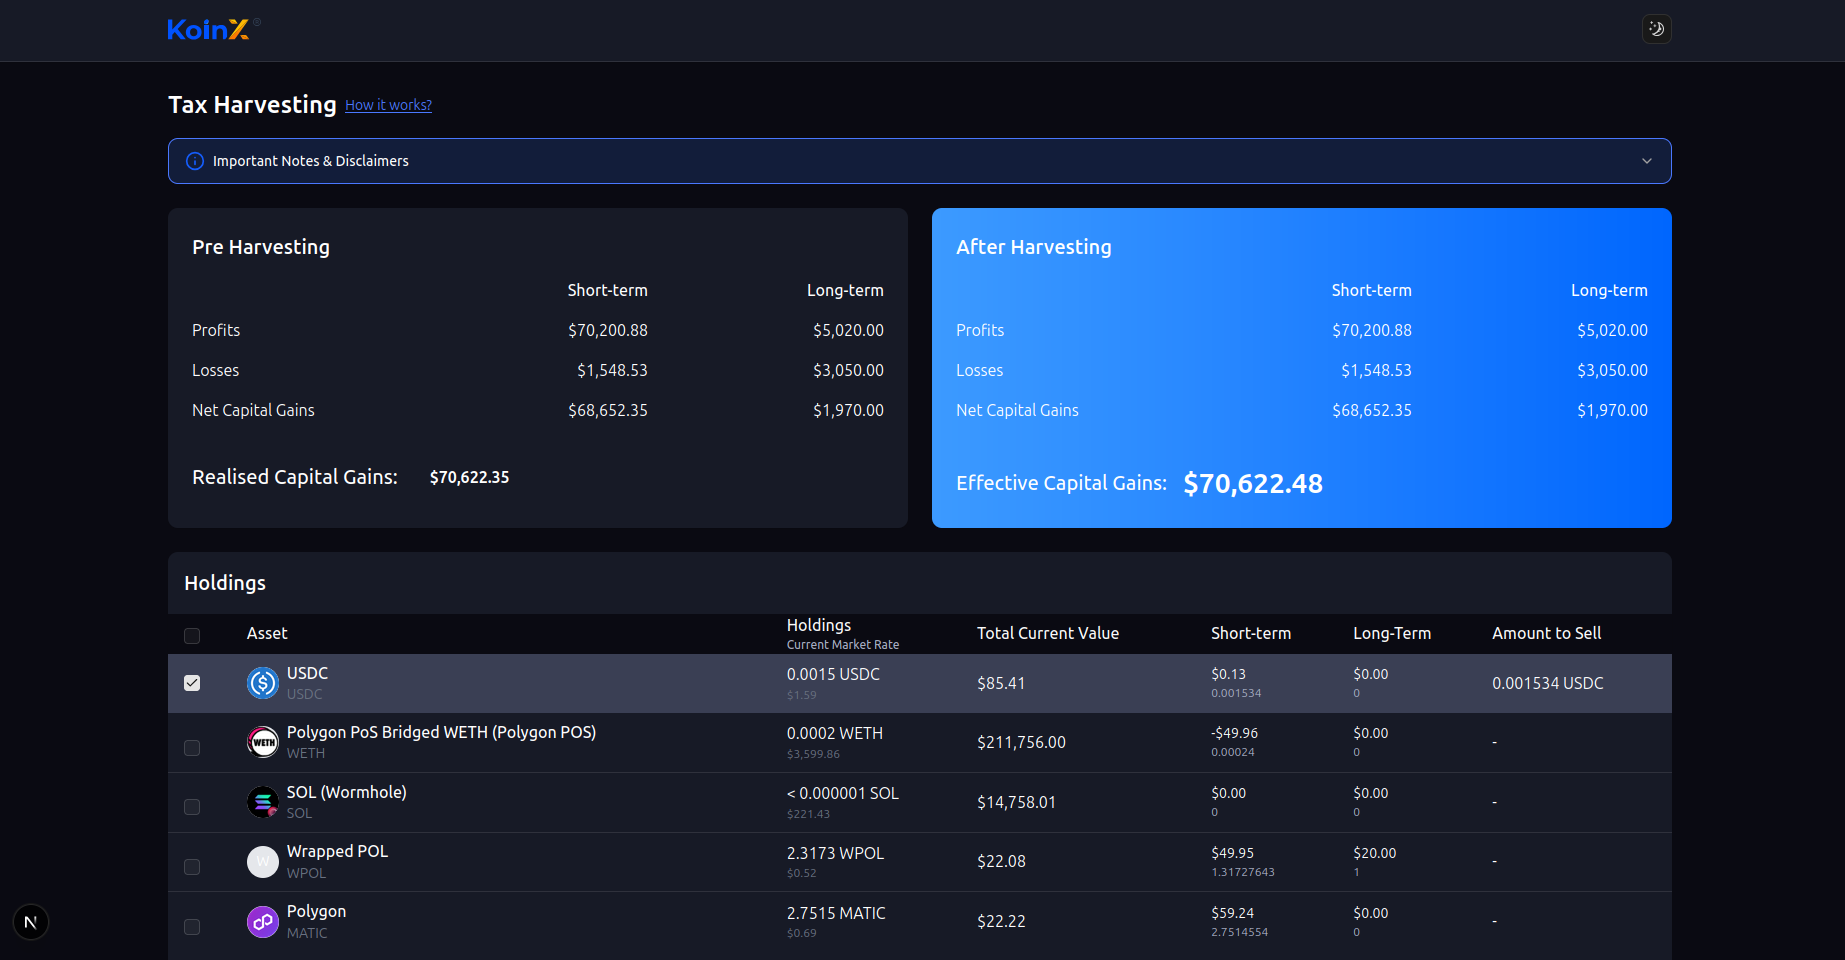 KoinX®
Tax Harvesting How it works?
Important Notes & Disclaimers
Pre Harvesting
Short-term Long-term
Profits $70,200.88 $5,020.00
Losses $1,548.53 $3,050.00
Net Capital Gains $68,652.35 $1,970.00
Realised Capital Gains: $70,622.35
After Harvesting
Short-term Long-term
Profits $70,200.88 $5,020.00
Losses $1,548.53 $3,050.00
Net Capital Gains $68,652.35 $1,970.00
Effective Capital Gains: $70,622.48
Holdings
Asset Holdings Total Current Value Short-term Long-Term Amount to Sell
Current Market Rate
USDC 0.0015 USDC $85.41 $0.13 $0.00 0.001534 USDC
USDC $1.59 0.001534 0
WETH Polygon PoS Bridged WETH (Polygon POS) 0.0002 WETH $211,756.00 -$49.96 $0.00 -
WETH $3,599.86 0.00024 0
SOL (Wormhole) < 0.000001 SOL $14,758.01 $0.00 $0.00 -
SOL $221.43 0 0
W Wrapped POL 2.3173 WPOL $22.08 $49.95 $20.00 -
WPOL $0.52 1.31727643 1
Polygon 2.7515 MATIC $22.22 $59.24 $0.00 -
MATIC $0.69 2.7514554 0
N